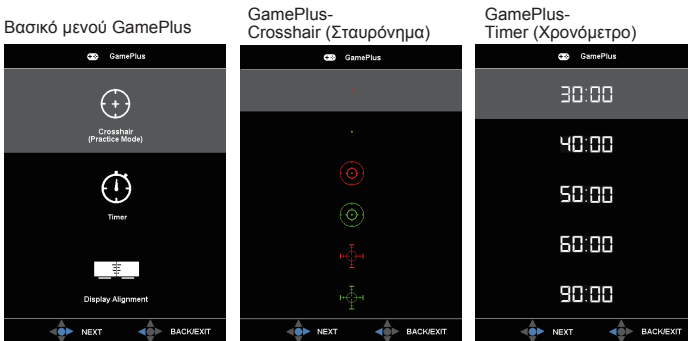 Βασικό μενού GamePlus
GamePlus
Crosshair
(Practice Mode)
Timer
Display Alignment
NEXT BACK/EXIT
GamePlus-
Crosshair (Σταυρόνημα)
GamePlus
NEXT BACK/EXIT
GamePlus-
Timer (Χρονόμετρο)
GamePlus
30:00
40:00
50:00
60:00
90:00
NEXT BACK/EXIT